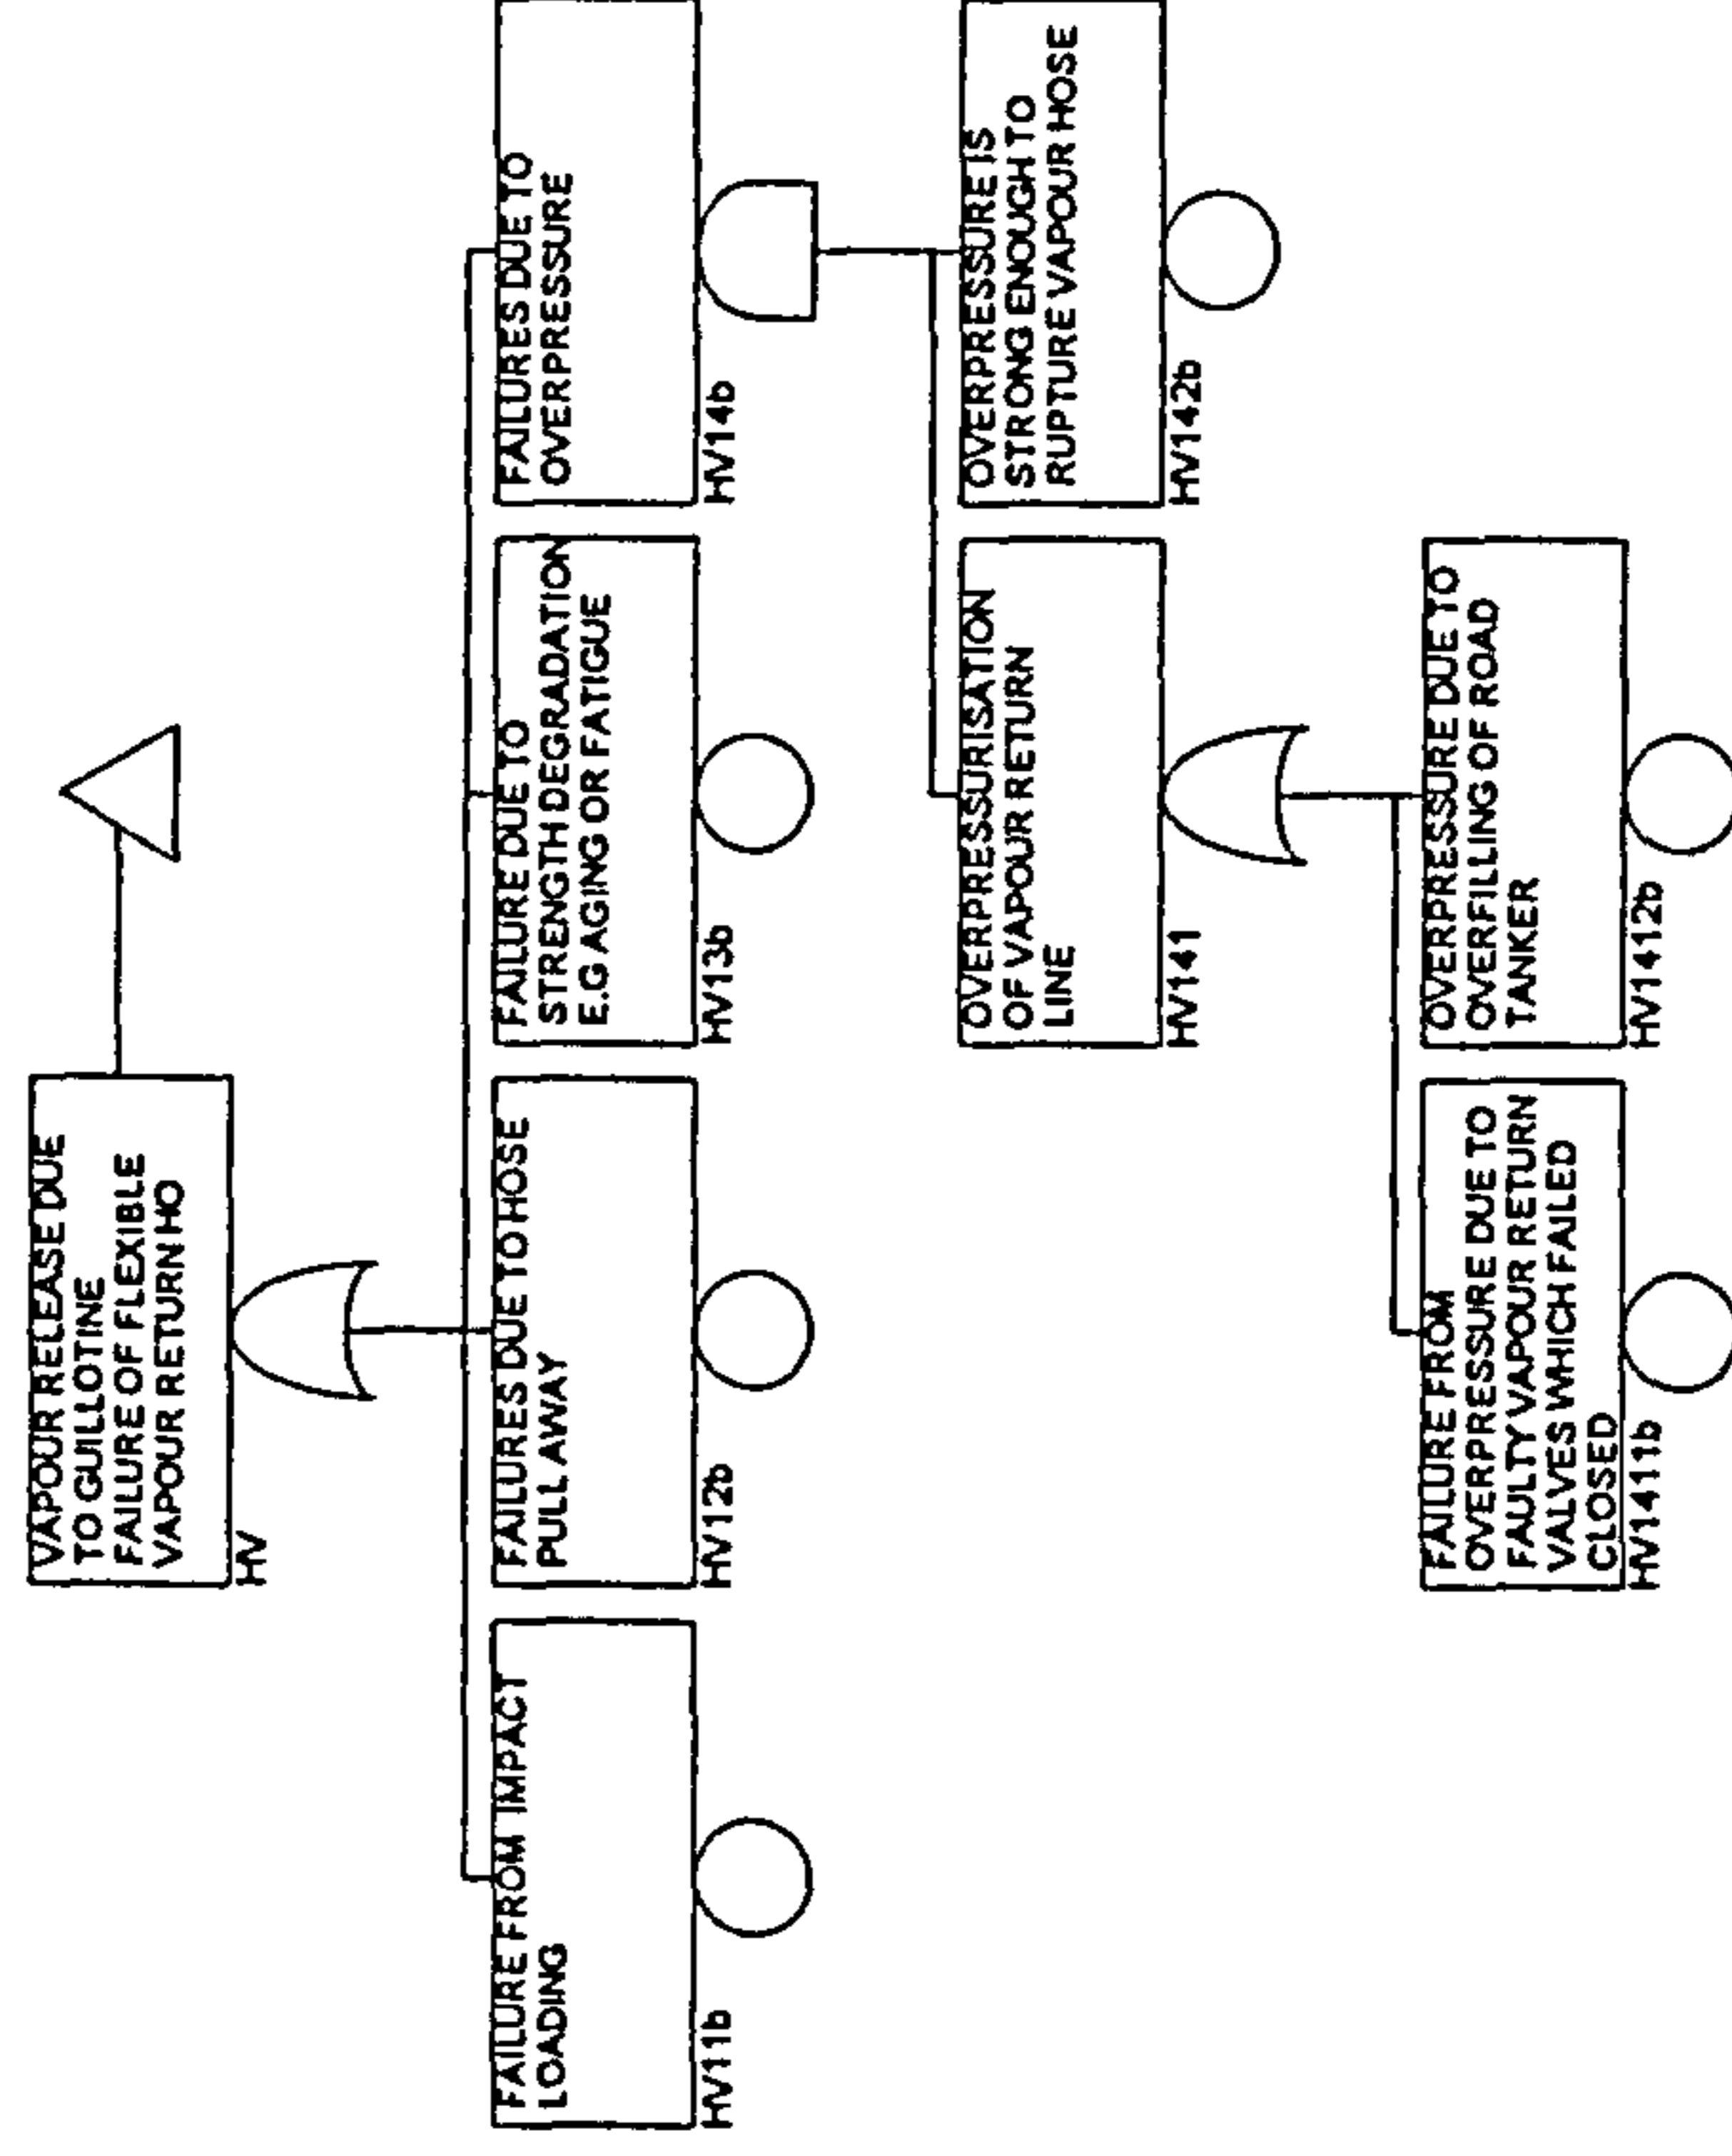 VAPOUR RELEASE DUE
TO GUILLOTINE
FAILURE OF FLEXIBLE
VAPOUR RETURN HO
HV
FAILURE FROM IMPACT
LOADING
HV11b
FAILURES DUE TO HOSE
PULL AWAY
HV12b
FAILURE DUE TO
STRENGTH DEGRADATION
E.G AGING OR FATIGUE
HV13b
FAILURES DUE TO
OVERPRESSURE
HV14b
OVERPRESSURISATION
OF VAPOUR RETURN
LINE
HV141
OVERPRESSURE IS
STRONG ENOUGH TO
RUPTURE VAPOUR HOSE
HV142b
FAILURE FROM
OVERPRESSURE DUE TO
FAULTY VAPOUR RETURN
VALVES WHICH FAILED
CLOSED
HV1411b
OVERPRESSURE DUE TO
OVERFILLING OF ROAD
TANKER
HV1412b